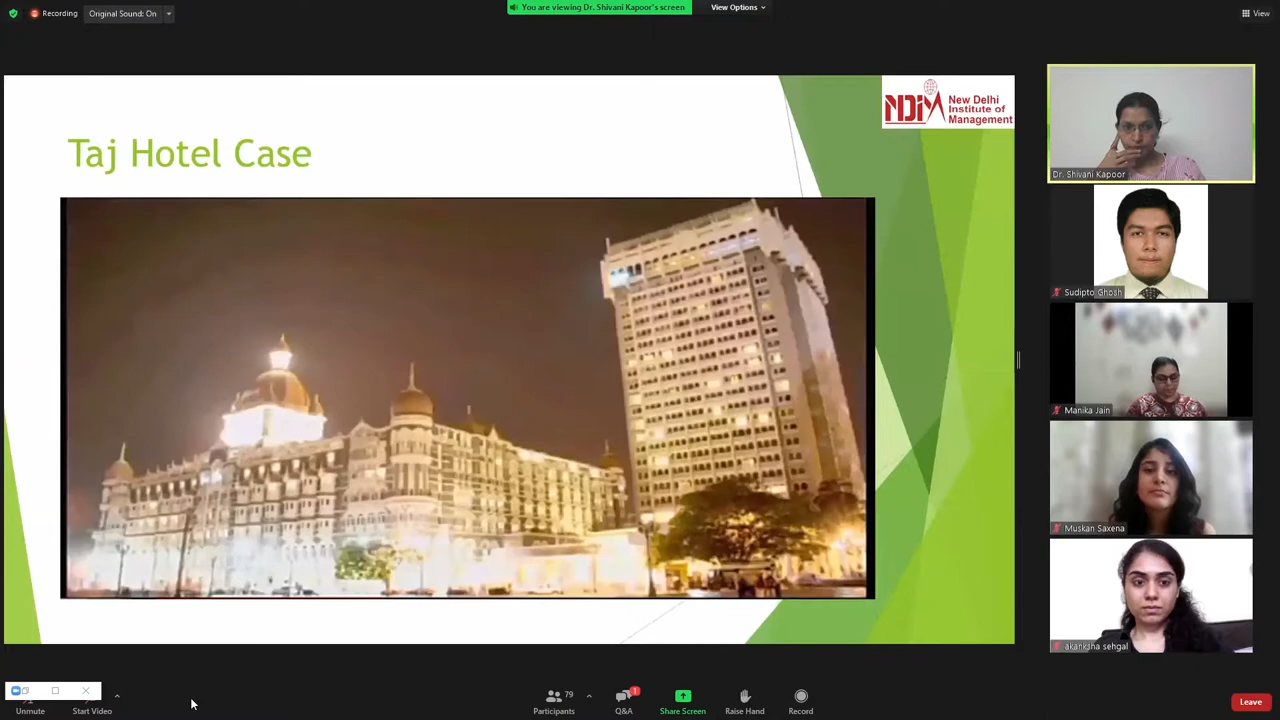 Recording
Original Sound: On
You are viewing Dr. Shivani Kapoor's screen
View Options
View
NDIM
New Delhi
Institute of
Management
Taj Hotel Case
Dr. Shivani Kapoor
Sudipto Ghosh
Manika Jain
Muskan Saxena
akanksha sehgal
Unmute
Start Video
79
Participants
1
Q&A
Share Screen
Raise Hand
Record
Leave